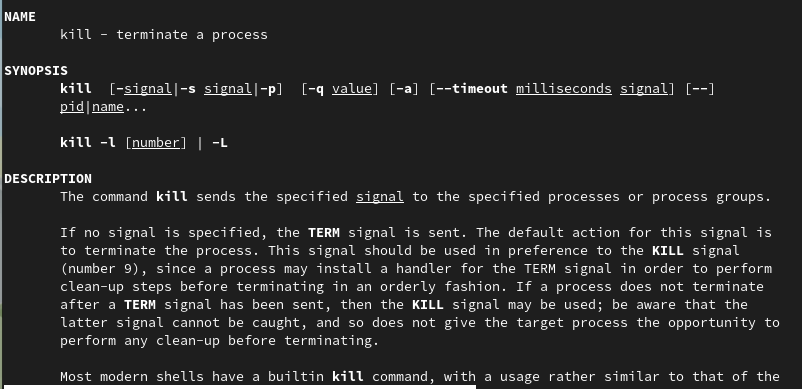 NAME
kill - terminate a process
SYNOPSIS
kill [-signal|-s signal|-p] [-q value] [-a] [--timeout milliseconds signal] [--]
pid|name...
kill -l [number] | -L
DESCRIPTION
The command kill sends the specified signal to the specified processes or process groups.
If no signal is specified, the TERM signal is sent. The default action for this signal is
to terminate the process. This signal should be used in preference to the KILL signal
(number 9), since a process may install a handler for the TERM signal in order to perform
clean-up steps before terminating in an orderly fashion. If a process does not terminate
after a TERM signal has been sent, then the KILL signal may be used; be aware that the
latter signal cannot be caught, and so does not give the target process the opportunity to
perform any clean-up before terminating.
Most modern shells have a builtin kill command, with a usage rather similar to that of the